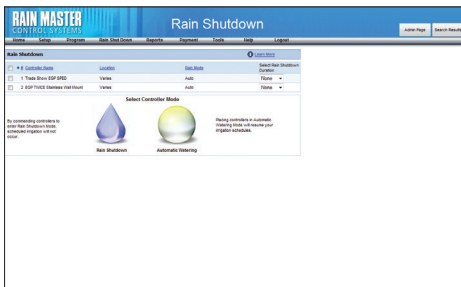 RAIN MASTER
CONTROL SYSTEMS
Rain Shutdown
Admin Page Search Results
Home Setup Program Rain Shut Down Reports Payment Tools Help Logout
Rain Shutdown Learn More
# Controller Name Location Rain Mode Select Rain Shutdown Duration
1 Trade Show EGP SPED Varies Auto None
2 EGP TWICE Stainless Wall Mount Varies Auto None
Select Controller Mode
By commanding controllers to
enter Rain Shutdown Mode,
scheduled irrigation will not
occur.
Placing controllers in Automatic
Watering Mode will resume your
irrigation schedules.
Rain Shutdown Automatic Watering